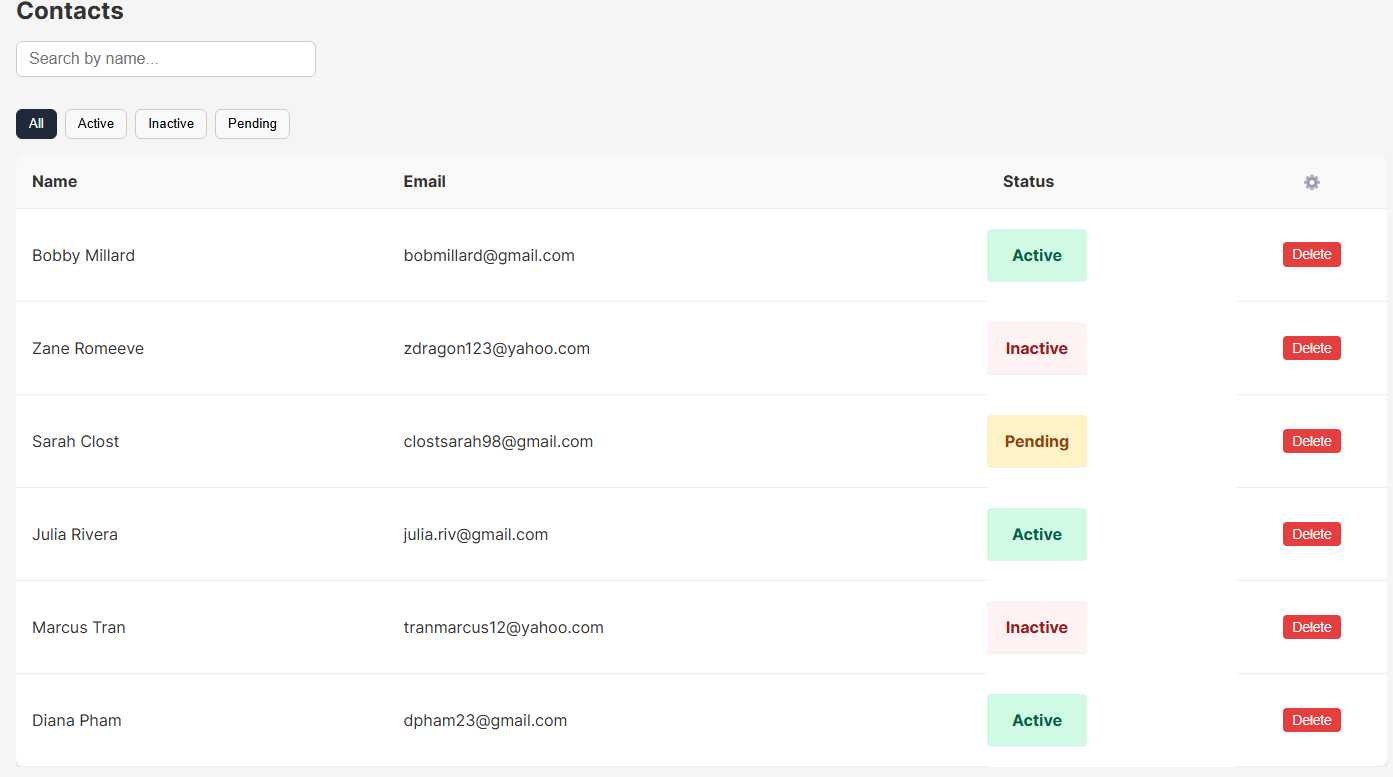 Contacts
Search by name...
All Active Inactive Pending
Name Email Status
Bobby Millard bobmillard@gmail.com Active Delete
Zane Romeeve zdragon123@yahoo.com Inactive Delete
Sarah Clost clostsarah98@gmail.com Pending Delete
Julia Rivera julia.riv@gmail.com Active Delete
Marcus Tran tranmarcus12@yahoo.com Inactive Delete
Diana Pham dpham23@gmail.com Active Delete